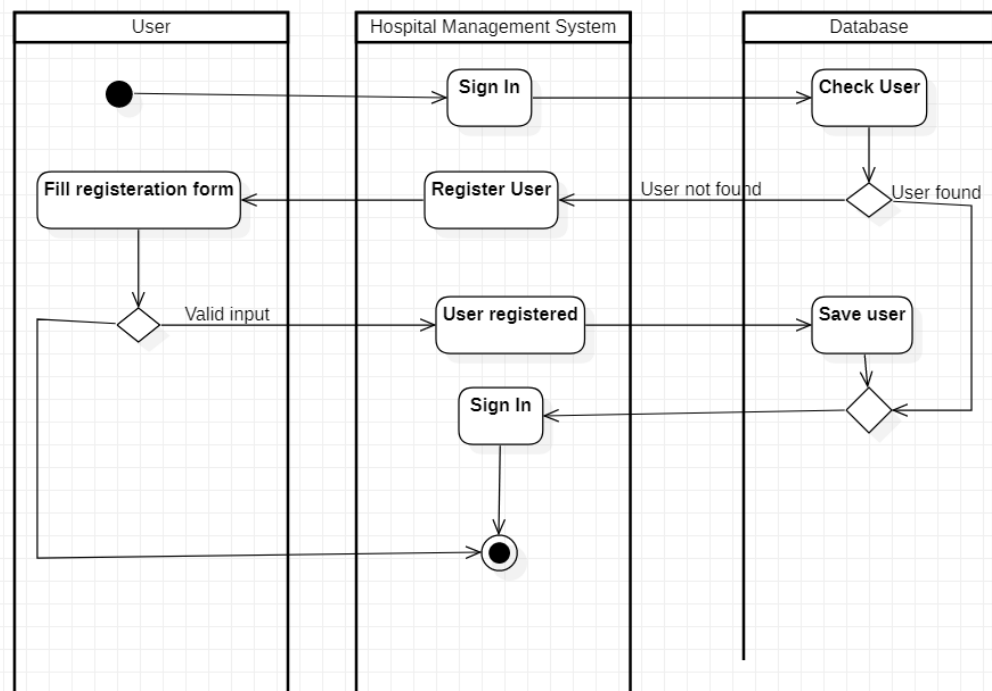 User
Hospital Management System
Database
Sign In
Check User
Fill registeration form
Register User
User not found
User found
Valid input
User registered
Save user
Sign In